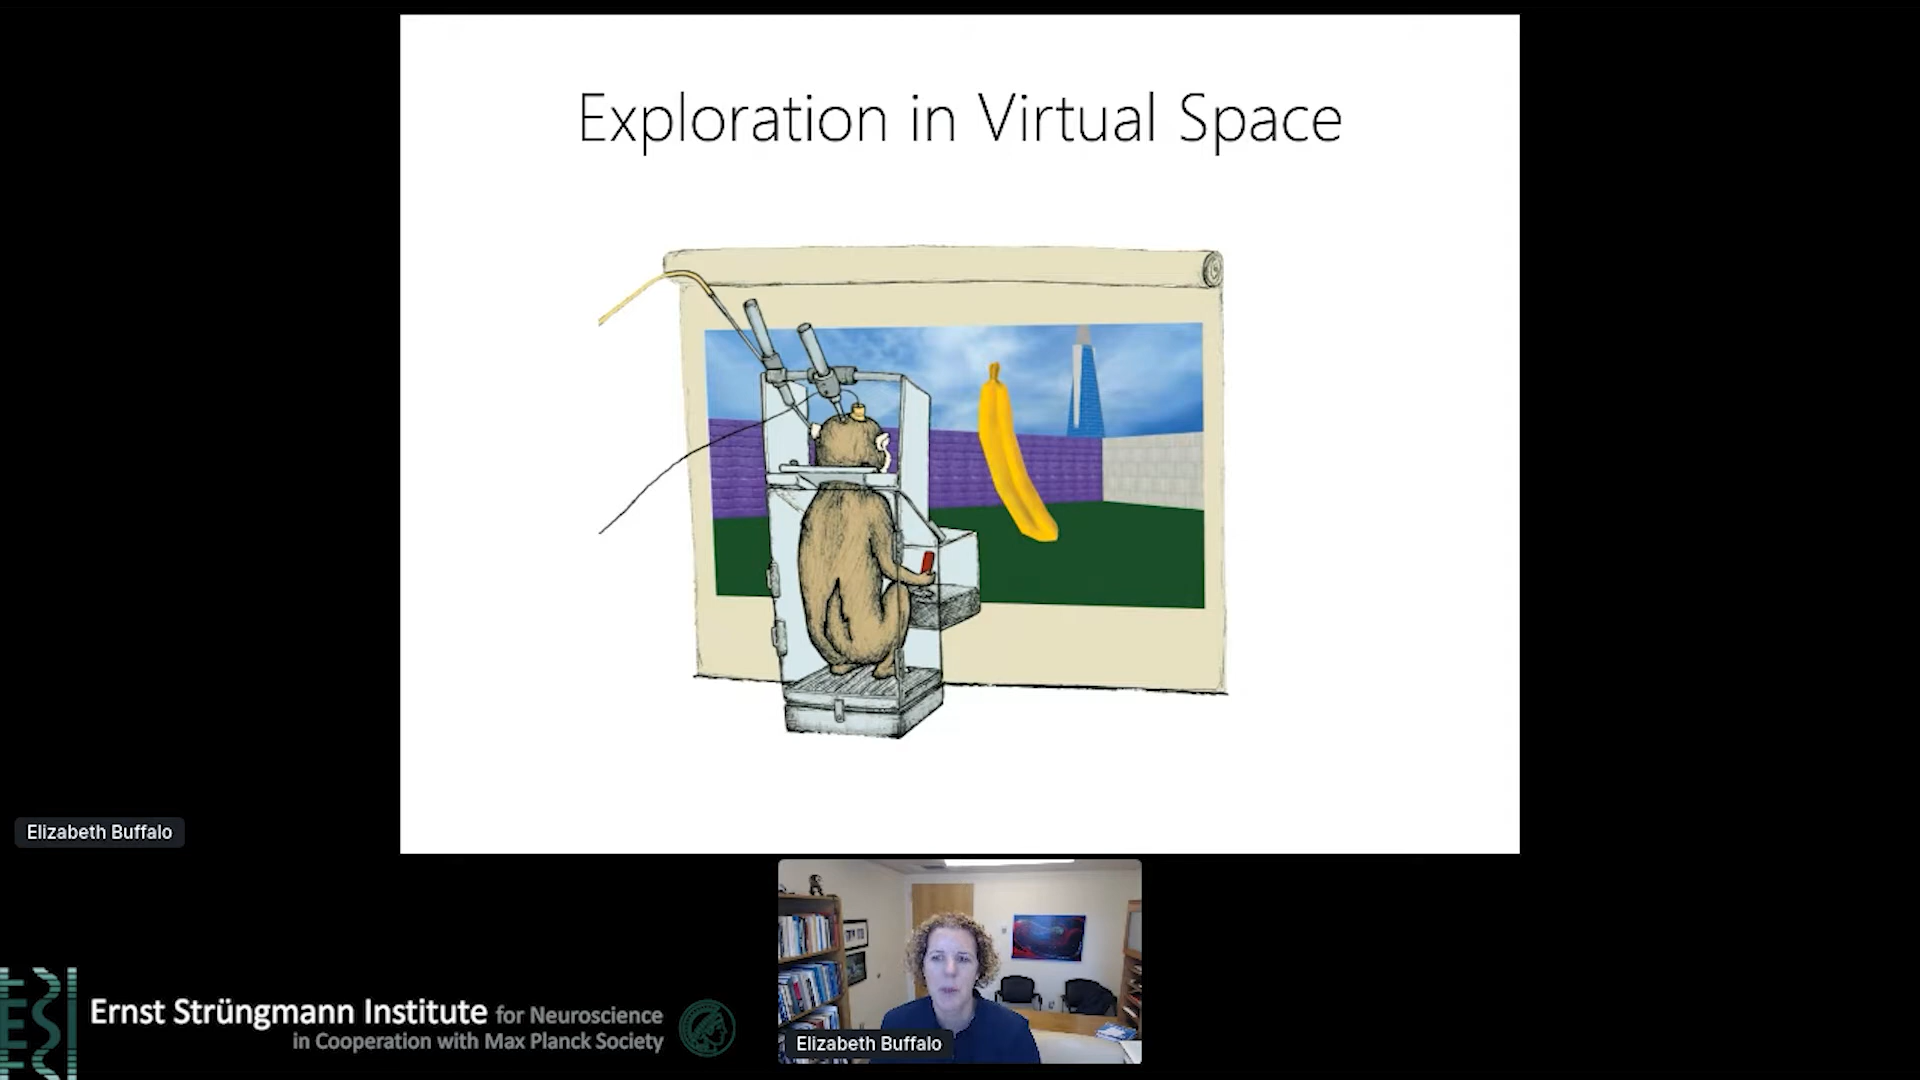 Exploration in Virtual Space
Elizabeth Buffalo
Ernst Strüngmann Institute for Neuroscience
in Cooperation with Max Planck Society
Elizabeth Buffalo
ESI